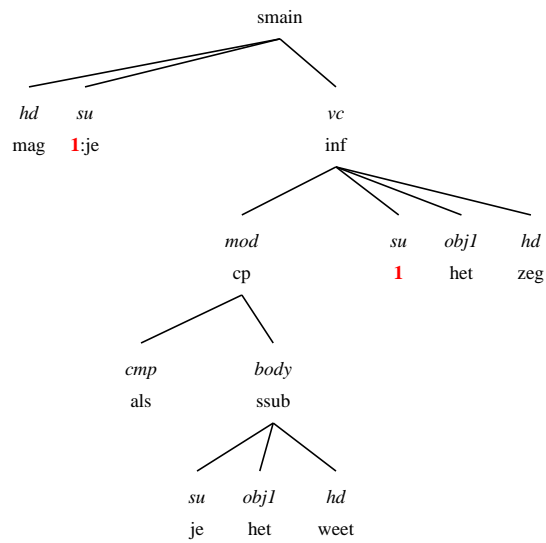 smain
hd su vc
mag 1:je inf
mod su obj1 hd
cp 1 het zeg
cmp body
als ssub
su obj1 hd
je het weet